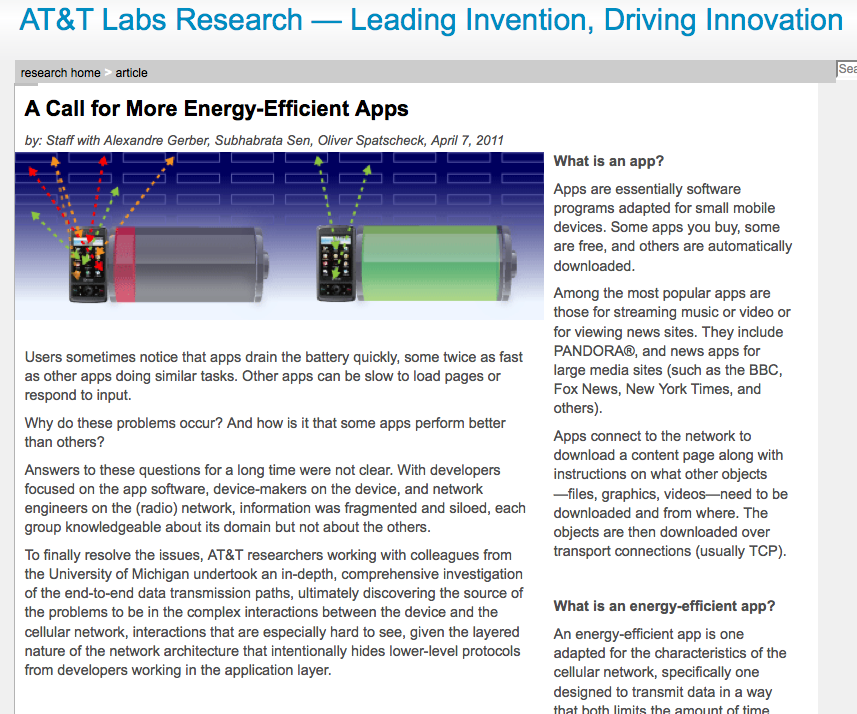 AT&T Labs Research — Leading Invention, Driving Innovation
research home > article
Sea
A Call for More Energy-Efficient Apps
by: Staff with Alexandre Gerber, Subhabrata Sen, Oliver Spatscheck, April 7, 2011
Users sometimes notice that apps drain the battery quickly, some twice as fast
as other apps doing similar tasks. Other apps can be slow to load pages or
respond to input.
Why do these problems occur? And how is it that some apps perform better
than others?
Answers to these questions for a long time were not clear. With developers
focused on the app software, device-makers on the device, and network
engineers on the (radio) network, information was fragmented and siloed, each
group knowledgeable about its domain but not about the others.
To finally resolve the issues, AT&T researchers working with colleagues from
the University of Michigan undertook an in-depth, comprehensive investigation
of the end-to-end data transmission paths, ultimately discovering the source of
the problems to be in the complex interactions between the device and the
cellular network, interactions that are especially hard to see, given the layered
nature of the network architecture that intentionally hides lower-level protocols
from developers working in the application layer.
What is an app?
Apps are essentially software
programs adapted for small mobile
devices. Some apps you buy, some
are free, and others are automatically
downloaded.
Among the most popular apps are
those for streaming music or video or
for viewing news sites. They include
PANDORA®, and news apps for
large media sites (such as the BBC,
Fox News, New York Times, and
others).
Apps connect to the network to
download a content page along with
instructions on what other objects
—files, graphics, videos—need to be
downloaded and from where. The
objects are then downloaded over
transport connections (usually TCP).
What is an energy-efficient app?
An energy-efficient app is one
adapted for the characteristics of the
cellular network, specifically one
designed to transmit data in a way
that both limits the amount of time